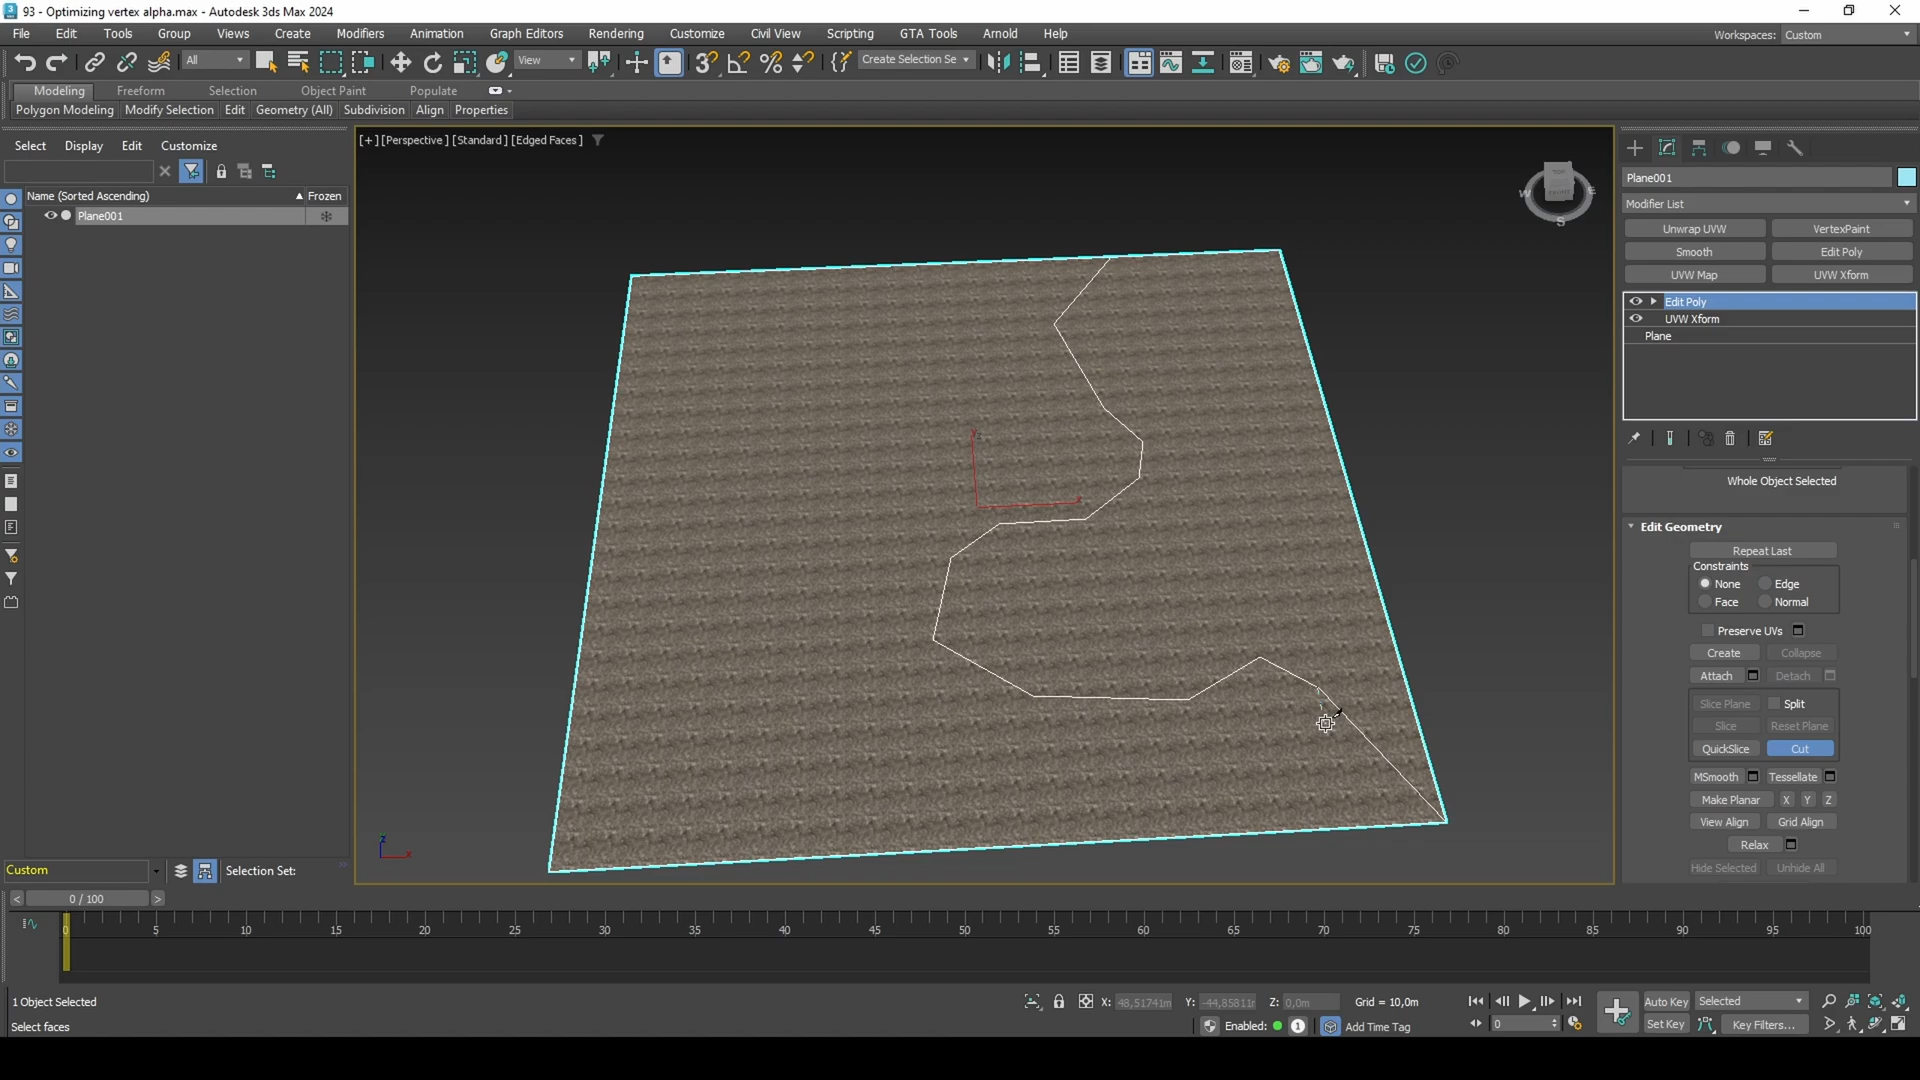 93 - Optimizing vertex alpha.max - Autodesk 3ds Max 2024
File Edit Tools Group Views Create Modifiers Animation Graph Editors Rendering Customize Civil View Scripting GTA Tools Arnold Help
Workspaces: Custom
All View Create Selection Se
Modeling Freeform Selection Object Paint Populate
Polygon Modeling Modify Selection Edit Geometry (All) Subdivision Align Properties
Select Display Edit Customize
Name (Sorted Ascending) Frozen
Plane001
[+] [Perspective] [Standard] [Edged Faces]
TOP
FRONT
W E
S
Y
x
z
x
Plane001
Modifier List
Unwrap UVW VertexPaint
Smooth Edit Poly
UVW Map UVW Xform
Edit Poly
UVW Xform
Plane
Whole Object Selected
Edit Geometry
Repeat Last
Constraints
None Edge
Face Normal
Preserve UVs
Create Collapse
Attach Detach
Slice Plane Split
Slice Reset Plane
QuickSlice Cut
MSmooth Tessellate
Make Planar X Y Z
View Align Grid Align
Relax
Hide Selected Unhide All
Custom Selection Set:
< 0 / 100 >
0 5 10 15 20 25 30 35 40 45 50 55 60 65 70 75 80 85 90 95 100
1 Object Selected
X: 48,51741m Y: -44,85811m Z: 0,0m Grid = 10,0m
Auto Key Selected
Select faces
Enabled: 1 Add Time Tag
0
Set Key Key Filters...